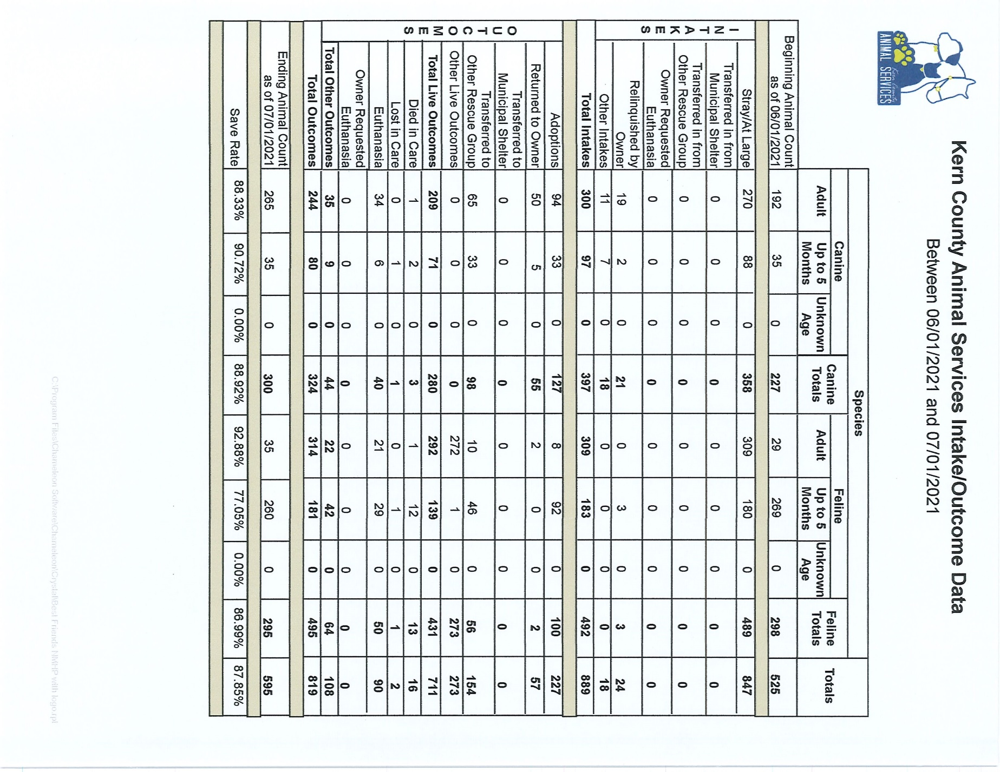 Kern County
ANIMAL SERVICES
Kern County Animal Services Intake/Outcome Data
Between 06/01/2021 and 07/01/2021
Species
Canine Canine Totals Feline Feline Totals Totals
Adult Up to 5 Months Unknown Age Adult Up to 5 Months Unknown Age
Beginning Animal Count
as of 06/01/2021 192 35 0 227 29 269 0 298 525
INTAKES
Stray/At Large 270 88 0 358 309 180 0 489 847
Transferred in from
Municipal Shelter 0 0 0 0 0 0 0 0 0
Transferred in from
Other Rescue Group 0 0 0 0 0 0 0 0 0
Owner Requested
Euthanasia 0 0 0 0 0 0 0 0 0
Relinquished by
Owner 19 2 0 21 0 3 0 3 24
Other Intakes 11 7 0 18 0 0 0 0 18
Total Intakes 300 97 0 397 309 183 0 492 889
OUTCOMES
Adoptions 94 33 0 127 8 92 0 100 227
Returned to Owner 50 5 0 55 2 0 0 2 57
Transferred to
Municipal Shelter 0 0 0 0 0 0 0 0 0
Transferred to
Other Rescue Group 65 33 0 98 10 46 0 56 154
Other Live Outcomes 0 0 0 0 272 1 0 273 273
Total Live Outcomes 209 71 0 280 292 139 0 431 711
Died in Care 1 2 0 3 1 12 0 13 16
Lost in Care 0 1 0 1 0 1 0 1 2
Euthanasia 34 6 0 40 21 29 0 50 90
Owner Requested
Euthanasia 0 0 0 0 0 0 0 0 0
Total Other Outcomes 35 9 0 44 22 42 0 64 108
Total Outcomes 244 80 0 324 314 181 0 495 819
Ending Animal Count
as of 07/01/2021 265 35 0 300 35 260 0 295 595
Save Rate 88.33% 90.72% 0.00% 88.92% 92.88% 77.05% 0.00% 86.99% 87.85%
C:\Program Files\Chameleon Software\Chameleon\Crystal\Best Friends NMHP with logo.rpt